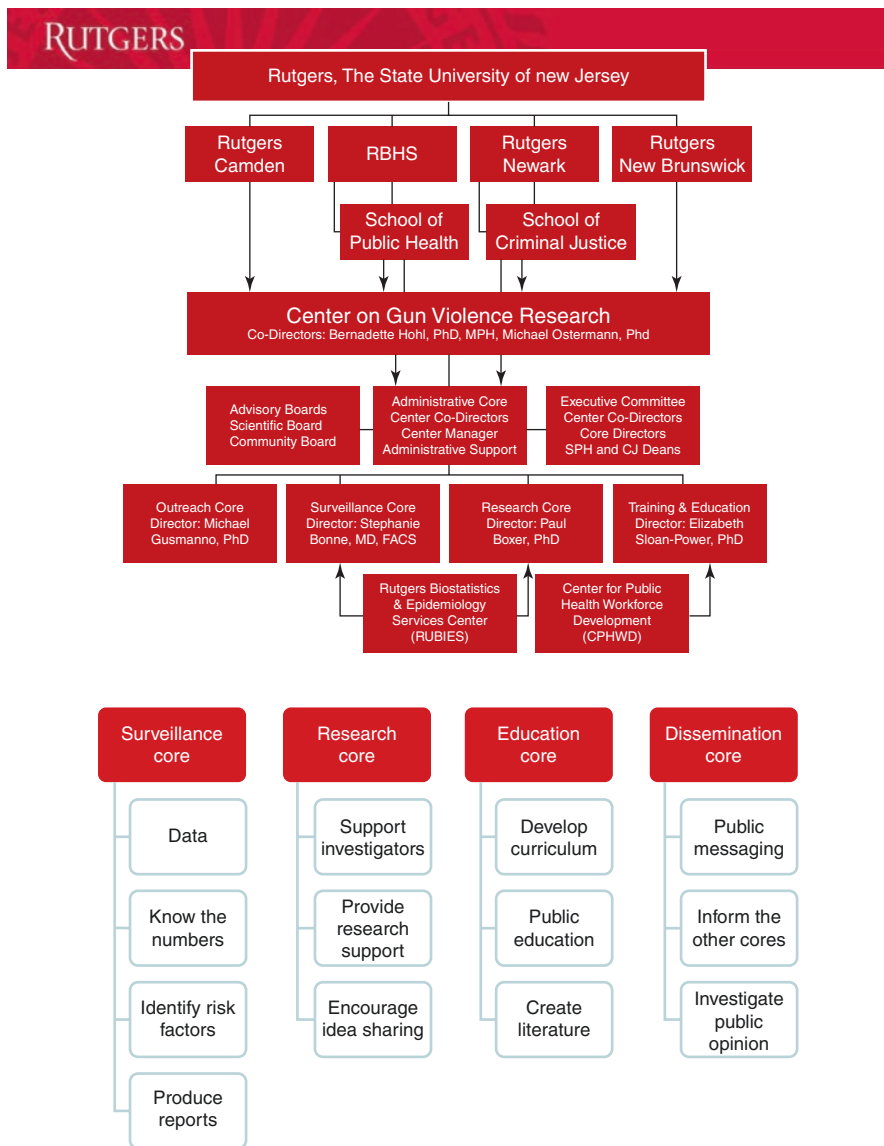 RUTGERS
Rutgers, The State University of new Jersey
Rutgers
Camden
RBHS
Rutgers
Newark
Rutgers
New Brunswick
School of
Public Health
School of
Criminal Justice
Center on Gun Violence Research
Co-Directors: Bernadette Hohl, PhD, MPH, Michael Ostermann, Phd
Advisory Boards
Scientific Board
Community Board
Administrative Core
Center Co-Directors
Center Manager
Administrative Support
Executive Committee
Center Co-Directors
Core Directors
SPH and CJ Deans
Outreach Core
Director: Michael
Gusmanno, PhD
Surveillance Core
Director: Stephanie
Bonne, MD, FACS
Research Core
Director: Paul
Boxer, PhD
Training & Education
Director: Elizabeth
Sloan-Power, PhD
Rutgers Biostatistics
& Epidemiology
Services Center
(RUBIES)
Center for Public
Health Workforce
Development
(CPHWD)
Surveillance
core
Data
Know the
numbers
Identify risk
factors
Produce
reports
Research
core
Support
investigators
Provide
research
support
Encourage
idea sharing
Education
core
Develop
curriculum
Public
education
Create
literature
Dissemination
core
Public
messaging
Inform the
other cores
Investigate
public
opinion